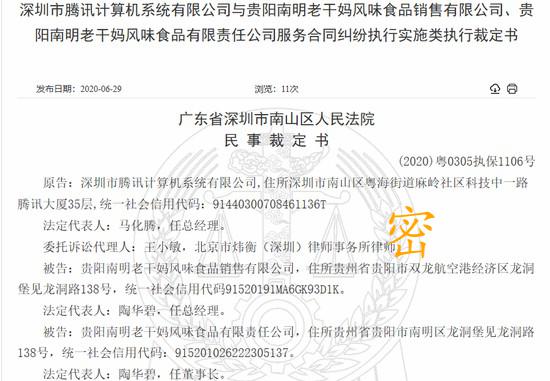 深圳市腾讯计算机系统有限公司与贵阳南明老干妈风味食品销售有限公司、贵
阳南明老干妈风味食品有限责任公司服务合同纠纷执行实施类执行裁定书
发布日期：2020-06-29 浏览：11次
广东省深圳市南山区人民法院
民事裁定书
(2020)粤0305执保1106号
原告：深圳市腾讯计算机系统有限公司,住所深圳市南山区粤海街道麻岭社区科技中一路
腾讯大厦35层,统一社会信用代码：9144030070846113 6T
法定代表人：马化腾，任总经理。
委托诉讼代理人：王小敏，北京市炜衡（深圳）律师事务所律师。
密
被告：贵阳南明老干妈风味食品销售有限公司，住所贵州省贵阳市双龙航空港经济区龙洞
堡见龙洞路138号，统一社会信用代码91520191MA6GK93D1K。
法定代表人：陶华碧，任总经理。
被告：贵阳南明老干妈风味食品有限责任公司，住所贵州省贵阳市南明区龙洞堡见龙洞路
138号，统一社会信用代码：915201026222305137。
法定代表人：陶华碧，任董事长。